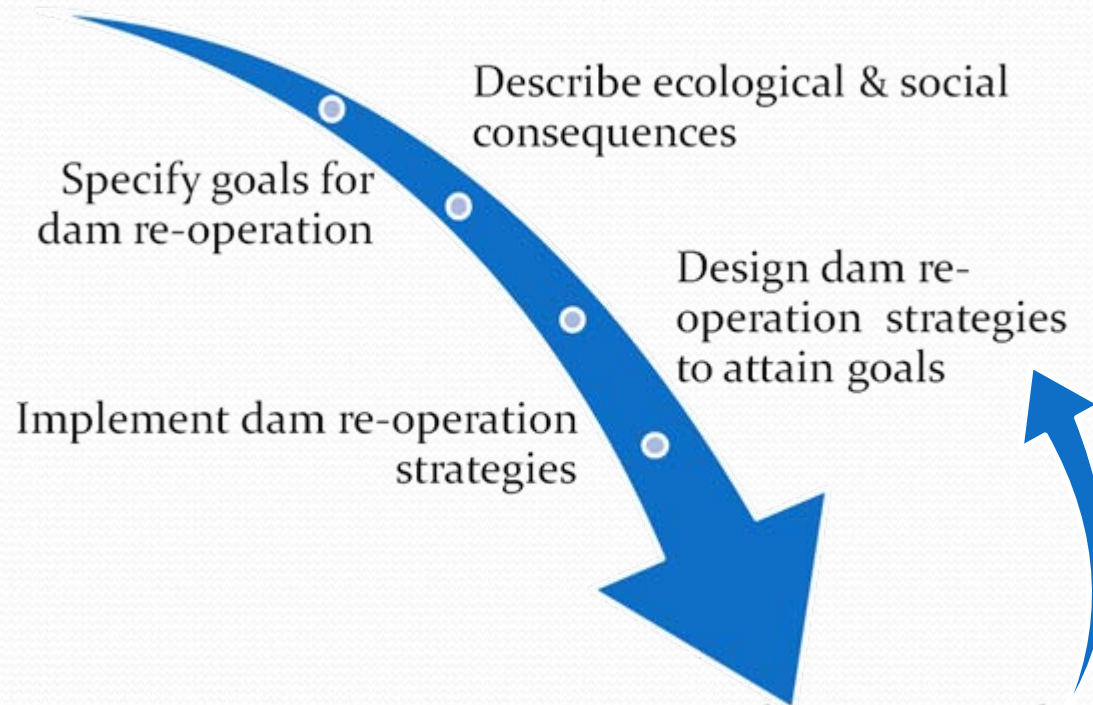 Describe ecological & social
consequences
Specify goals for
dam re-operation
Design dam re-
operation strategies
to attain goals
Implement dam re-operation
strategies